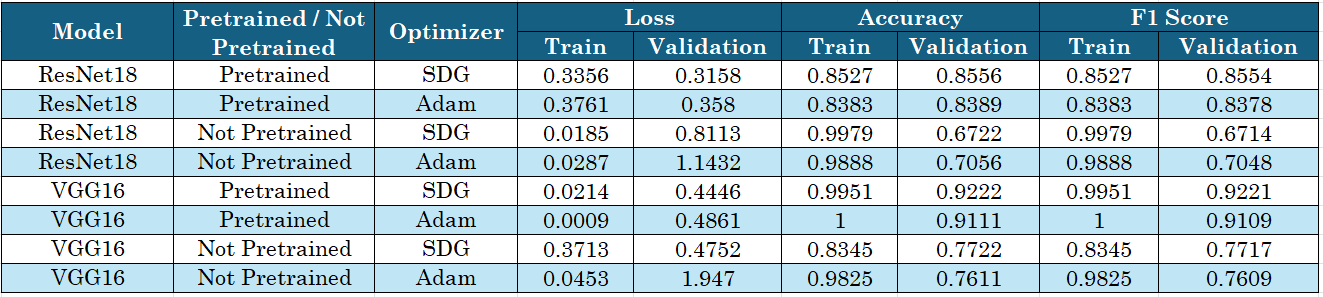 Model Pretrained / Not Pretrained Optimizer Loss Accuracy F1 Score
Train Validation Train Validation Train Validation
ResNet18 Pretrained SDG 0.3356 0.3158 0.8527 0.8556 0.8527 0.8554
ResNet18 Pretrained Adam 0.3761 0.358 0.8383 0.8389 0.8383 0.8378
ResNet18 Not Pretrained SDG 0.0185 0.8113 0.9979 0.6722 0.9979 0.6714
ResNet18 Not Pretrained Adam 0.0287 1.1432 0.9888 0.7056 0.9888 0.7048
VGG16 Pretrained SDG 0.0214 0.4446 0.9951 0.9222 0.9951 0.9221
VGG16 Pretrained Adam 0.0009 0.4861 1 0.9111 1 0.9109
VGG16 Not Pretrained SDG 0.3713 0.4752 0.8345 0.7722 0.8345 0.7717
VGG16 Not Pretrained Adam 0.0453 1.947 0.9825 0.7611 0.9825 0.7609